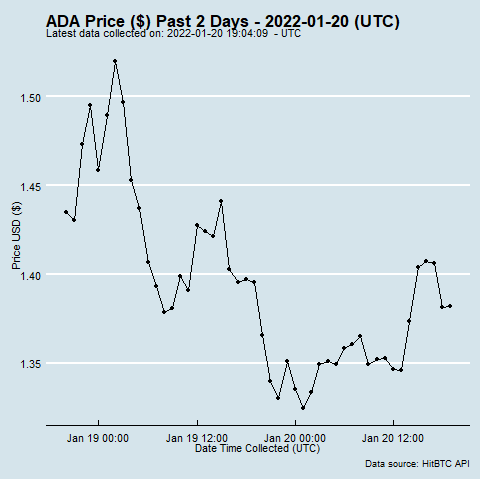 ADA Price ($) Past 2 Days - 2022-01-20 (UTC)
Latest data collected on: 2022-01-20 19:04:09 - UTC
1.50
1.45
1.40
1.35
Price USD ($)
Jan 19 00:00 Jan 19 12:00 Jan 20 00:00 Jan 20 12:00
Date Time Collected (UTC)
Data source: HitBTC API